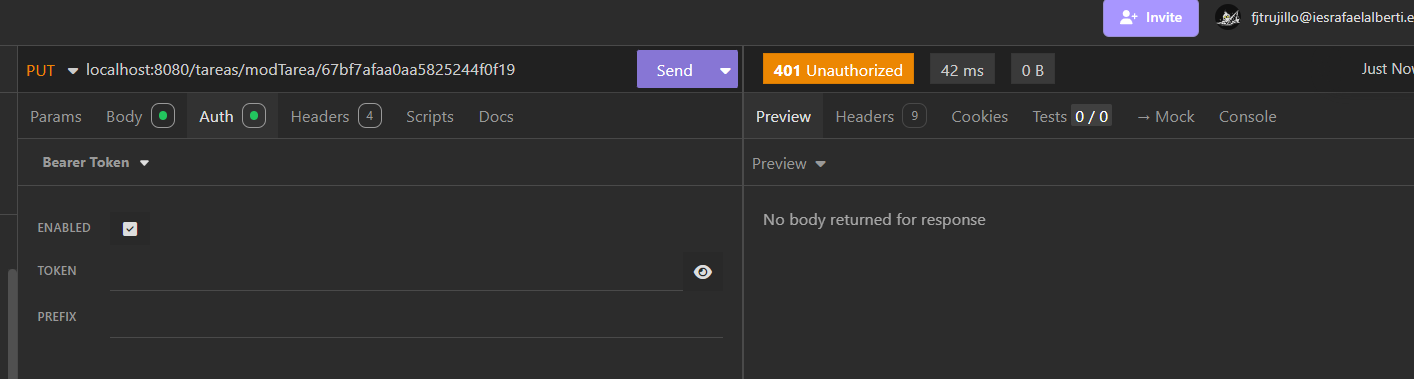 Invite
fjtrujillo@iesrafaelalberti.e
PUT localhost:8080/tareas/modTarea/67bf7afaa0aa5825244f0f19 Send
401 Unauthorized 42 ms 0 B Just Now
Params Body Auth Headers 4 Scripts Docs
Preview Headers 9 Cookies Tests 0 / 0 → Mock Console
Bearer Token
Preview
ENABLED
No body returned for response
TOKEN
PREFIX